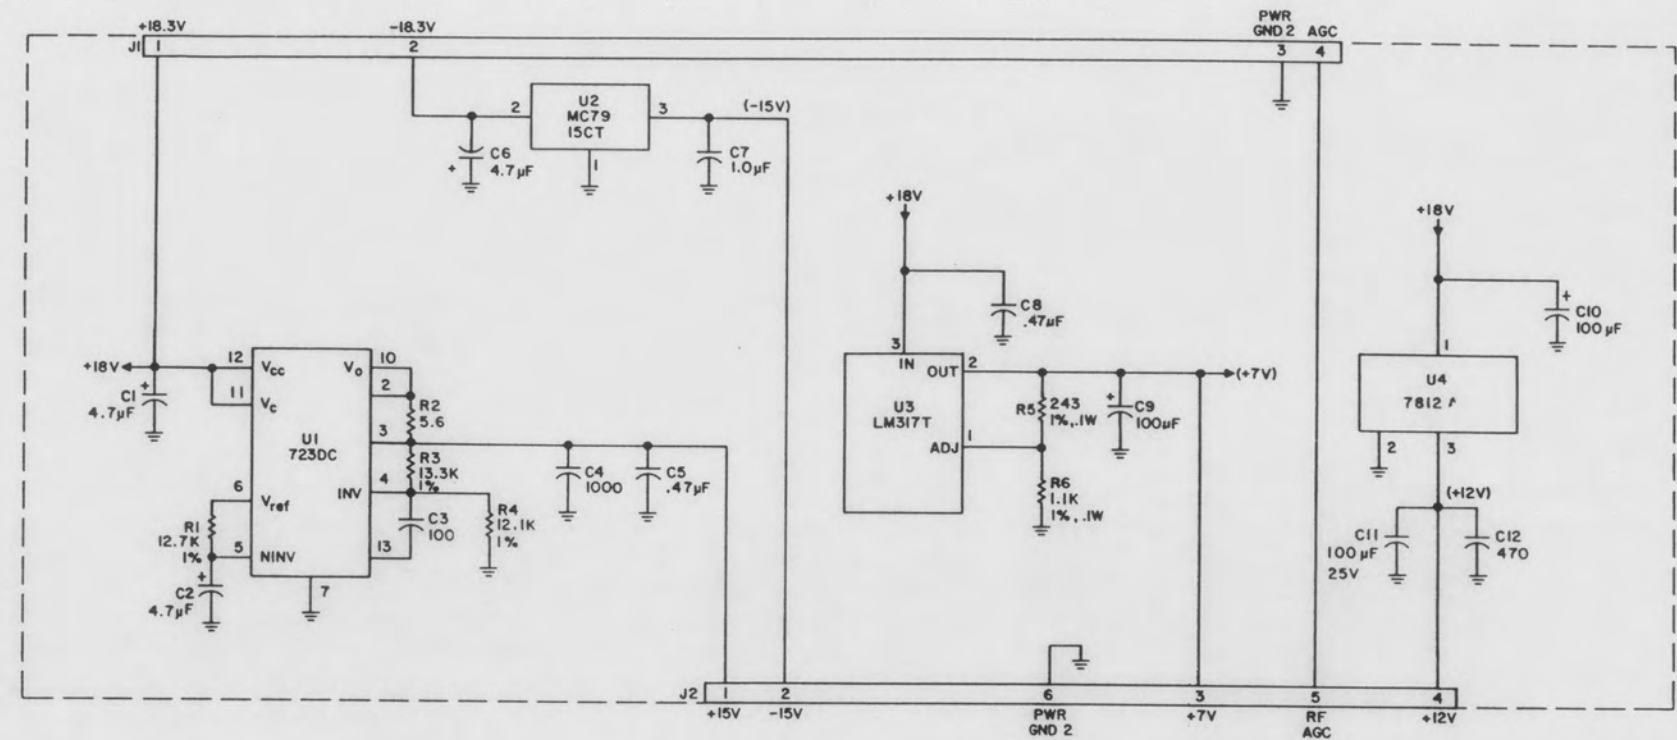 +18.3V
-18.3V
PWR
GND 2
AGC
J1
1
2
3
4
2
U2
MC79
15CT
3
(-15V)
1
C6
4.7µF
+
C7
1.0µF
+18V
+18V
C8
.47µF
+
C10
100µF
+18V
12
VCC
VO
10
3
IN
OUT
2
(+7V)
1
U4
7812
+
C1
4.7µF
11
VC
2
R2
5.6
U3
LM317T
R5
243
1%,.1W
+
C9
100µF
U1
723DC
3
R3
13.3K
1%
C4
1000
C5
.47µF
ADJ
1
2
3
6
Vref
INV
4
R4
12.1K
1%
R6
1.1K
1%,.1W
(+12V)
R1
12.7K
1%
5
NINV
13
C3
100
C11
100µF
25V
C12
470
+
C2
4.7µF
7
J2
1
2
6
3
5
4
+15V
-15V
PWR
GND 2
+7V
RF
AGC
+12V